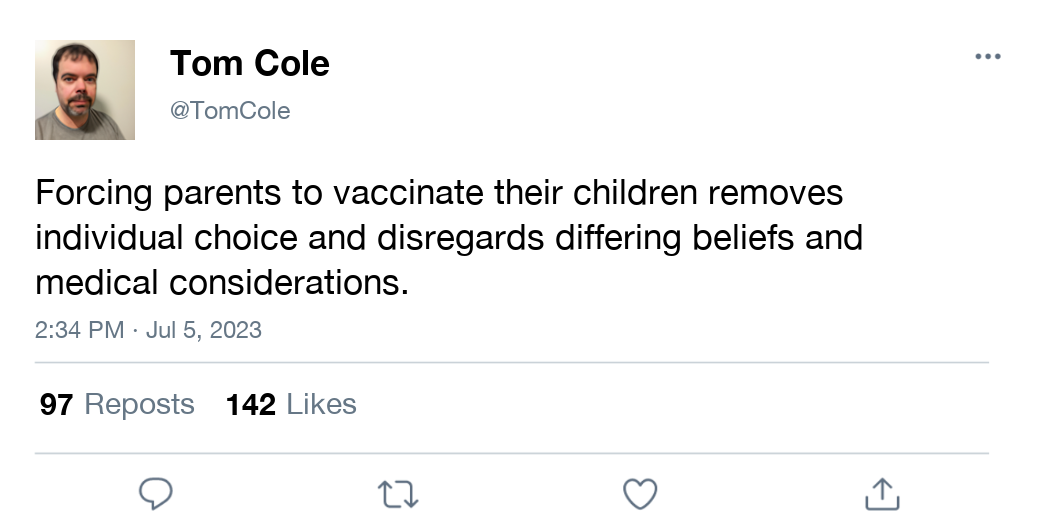 Tom Cole
@TomCole
Forcing parents to vaccinate their children removes
individual choice and disregards differing beliefs and
medical considerations.
2:34 PM · Jul 5, 2023
97 Reposts 142 Likes